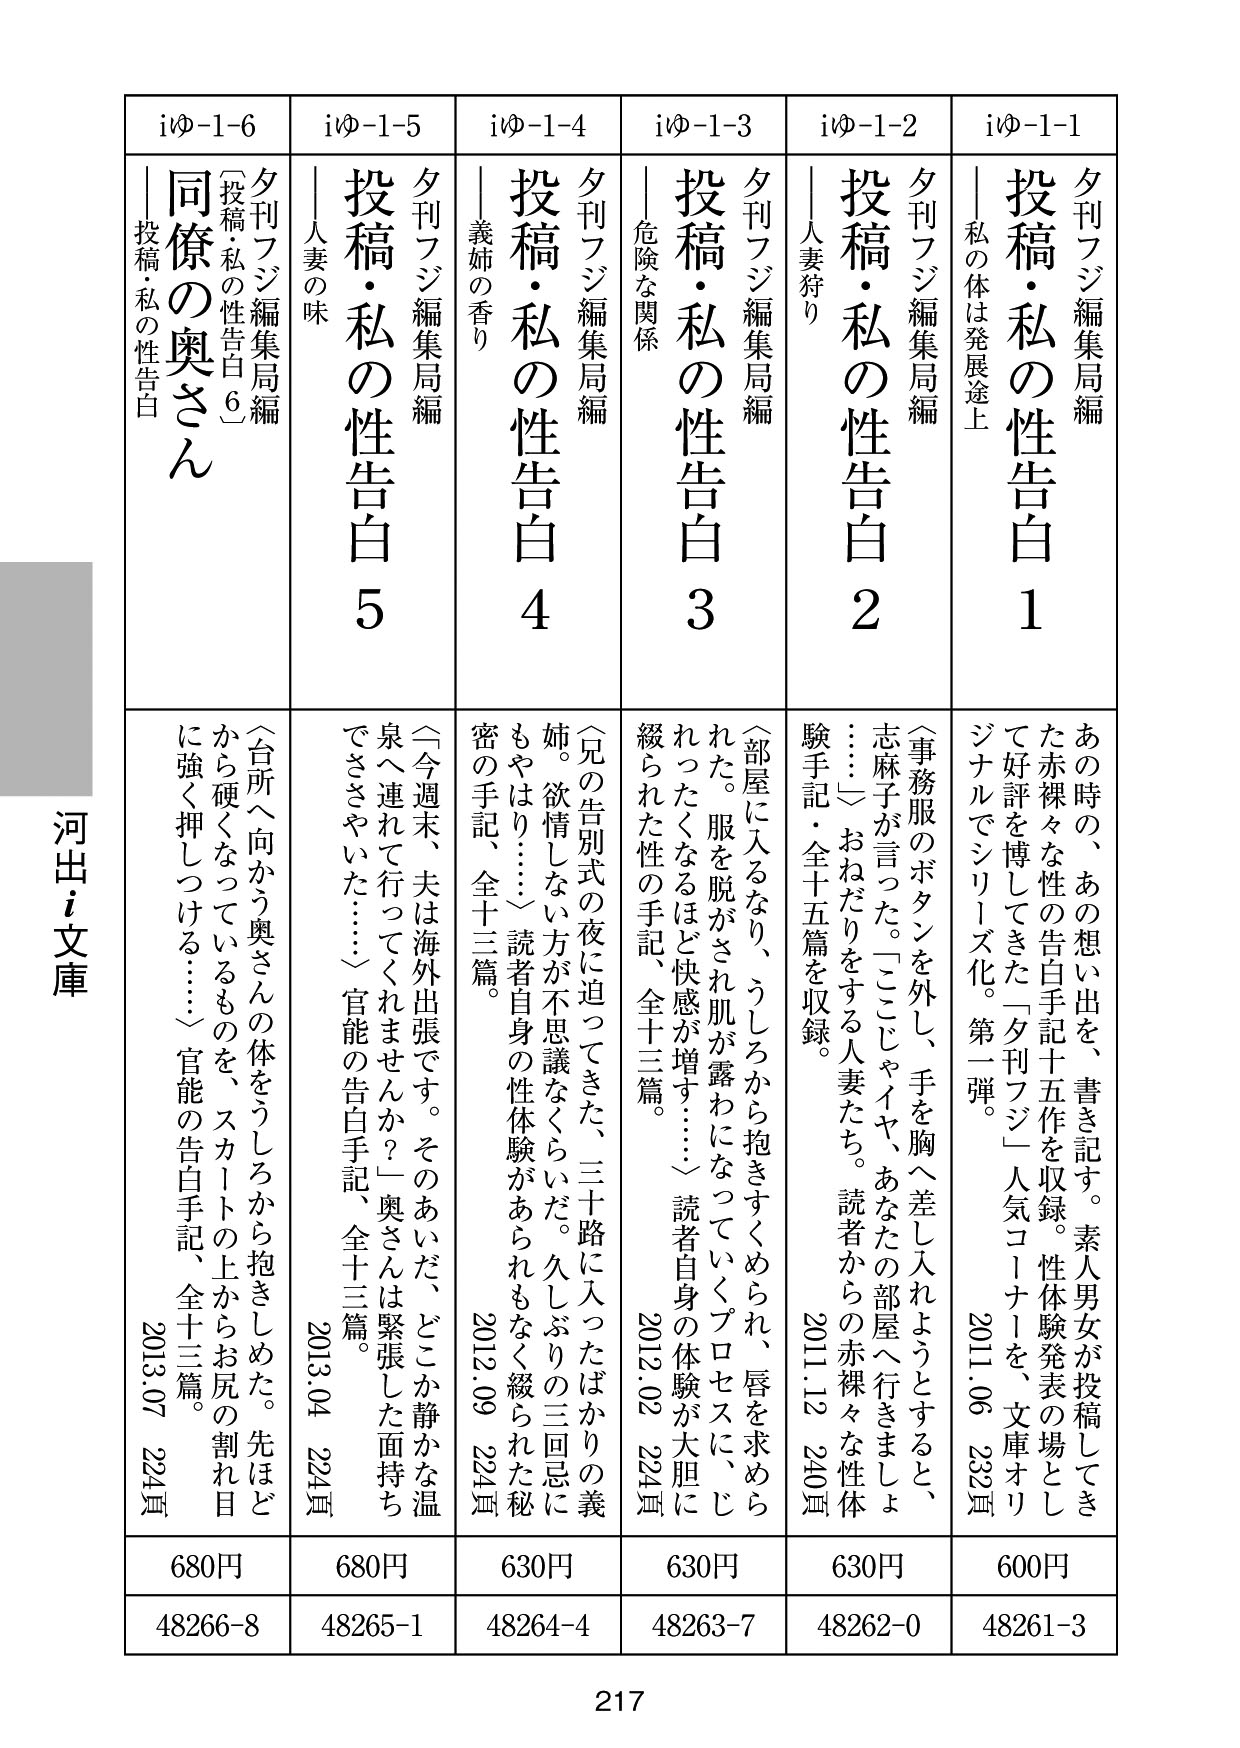 iゆ-1-1
夕刊フジ編集局編
投稿・私の性告白 1
――私の体は発展途上
あの時の、あの想い出を、書き記す。素人男女が投稿してき
た赤裸々な性の告白手記十五作を収録。性体験発表の場とし
て好評を博してきた「夕刊フジ」人気コーナーを、文庫オリ
ジナルでシリーズ化。第一弾。
2011.06 232頁
600円
48261-3
iゆ-1-2
夕刊フジ編集局編
投稿・私の性告白 2
――人妻狩り
〈事務服のボタンを外し、手を胸へ差し入れようとすると、
志麻子が言った。「ここじゃイヤ、あなたの部屋へ行きましょ
……」〉おねだりをする人妻たち。読者からの赤裸々な性体
験手記・全十五篇を収録。
2011.12 240頁
630円
48262-0
iゆ-1-3
夕刊フジ編集局編
投稿・私の性告白 3
――危険な関係
〈部屋に入るなり、うしろから抱きすくめられ、唇を求めら
れた。服を脱がされ肌が露わになっていくプロセスに、じ
れったくなるほど快感が増す……〉読者自身の体験が大胆に
綴られた性の手記、全十三篇。
2012.02 224頁
630円
48263-7
iゆ-1-4
夕刊フジ編集局編
投稿・私の性告白 4
――義姉の香り
〈兄の告別式の夜に迫ってきた、三十路に入ったばかりの義
姉。欲情しない方が不思議なくらいだ。久しぶりの三回忌に
もやはり……〉読者自身の性体験があられもなく綴られた秘
密の手記、全十三篇。
2012.09 224頁
630円
48264-4
iゆ-1-5
夕刊フジ編集局編
投稿・私の性告白 5
――人妻の味
〈「今週末、夫は海外出張です。そのあいだ、どこか静かな温
泉へ連れて行ってくれませんか？」奥さんは緊張した面持ち
でささやいた……〉官能の告白手記、全十三篇。
2013.04 224頁
680円
48265-1
iゆ-1-6
夕刊フジ編集局編
〔投稿・私の性告白 6〕
同僚の奥さん
――投稿・私の性告白
〈台所へ向かう奥さんの体をうしろから抱きしめた。先ほど
から硬くなっているものを、スカートの上からお尻の割れ目
に強く押しつける……〉官能の告白手記、全十三篇。
2013.07 224頁
680円
48266-8
河出i文庫
217